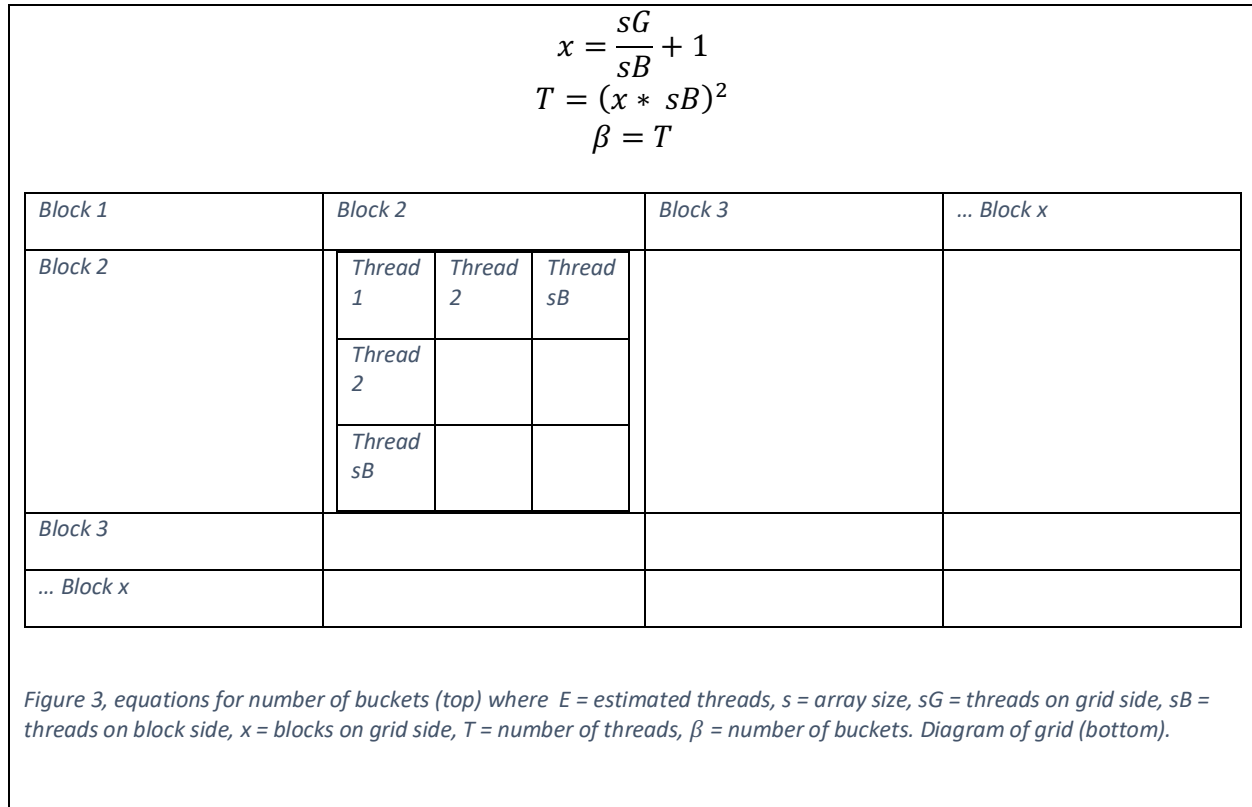 x = sG/sB + 1
T = (x * sB)²
β = T
Block 1 Block 2 Block 3 ... Block x
Block 2 Thread 1 Thread 2 Thread sB
Thread 2
Thread sB
Block 3
... Block x
Figure 3, equations for number of buckets (top) where E = estimated threads, s = array size, sG = threads on grid side, sB =
threads on block side, x = blocks on grid side, T = number of threads, β = number of buckets. Diagram of grid (bottom).